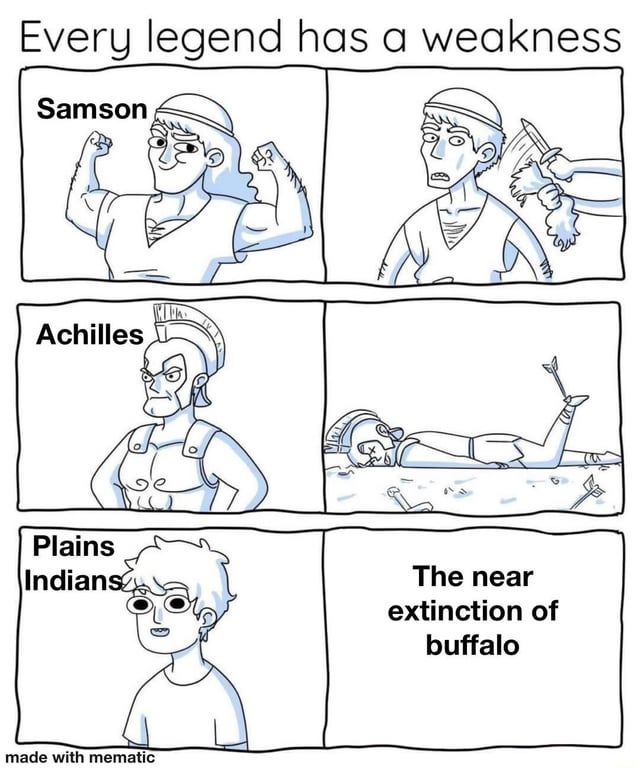 Every legend has a weakness
Samson
Achilles
Plains
Indians
The near
extinction of
buffalo
made with mematic